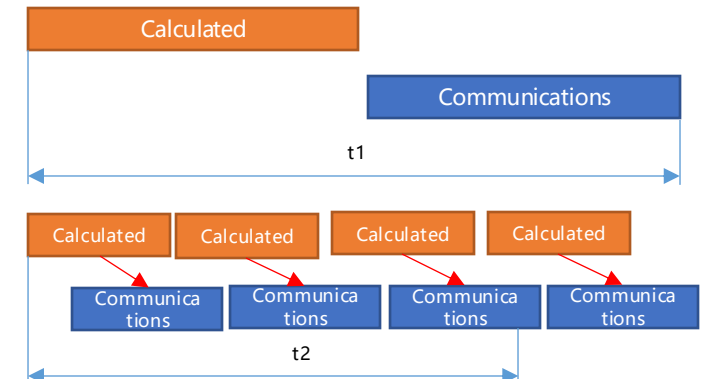 Calculated
Communications
t1
Calculated
Calculated
Calculated
Calculated
Communica
tions
Communica
tions
Communica
tions
Communica
tions
t2